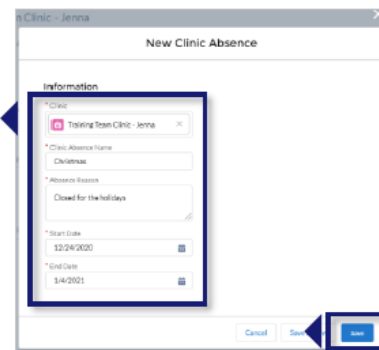 n Clinic - Jenna
New Clinic Absence
Information
* Clinic
Training Team Clinic - Jenna
* Clinic Absence Name
Christmas
* Absence Reason
Closed for the holidays
* Start Date
12/24/2020
* End Date
1/4/2021
Cancel
Save